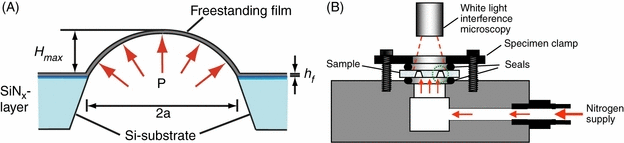 (A)
Freestanding film
Hmax
P
hf
SiNx-
layer
2a
Si-substrate
(B)
White light
interference
microscopy
Specimen clamp
Sample
Seals
Nitrogen
supply